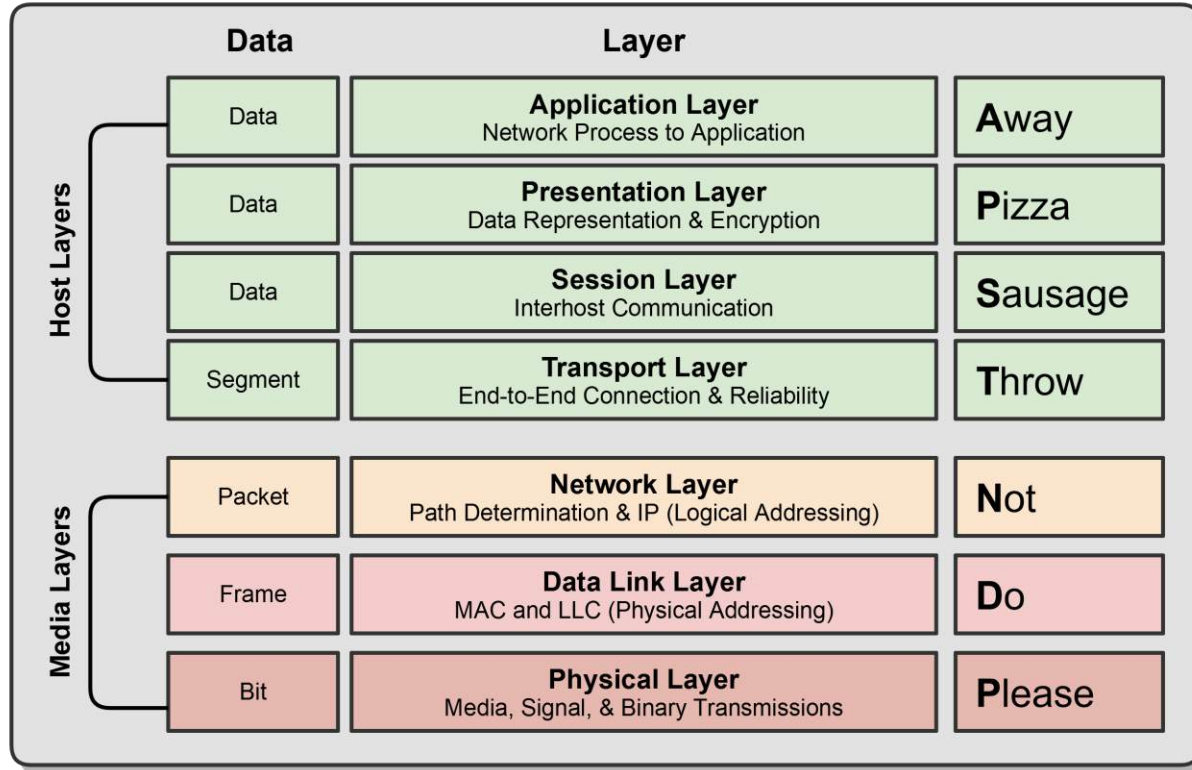 Data
Layer
Host Layers
Data
Application Layer
Network Process to Application
Away
Data
Presentation Layer
Data Representation & Encryption
Pizza
Data
Session Layer
Interhost Communication
Sausage
Segment
Transport Layer
End-to-End Connection & Reliability
Throw
Media Layers
Packet
Network Layer
Path Determination & IP (Logical Addressing)
Not
Frame
Data Link Layer
MAC and LLC (Physical Addressing)
Do
Bit
Physical Layer
Media, Signal, & Binary Transmissions
Please